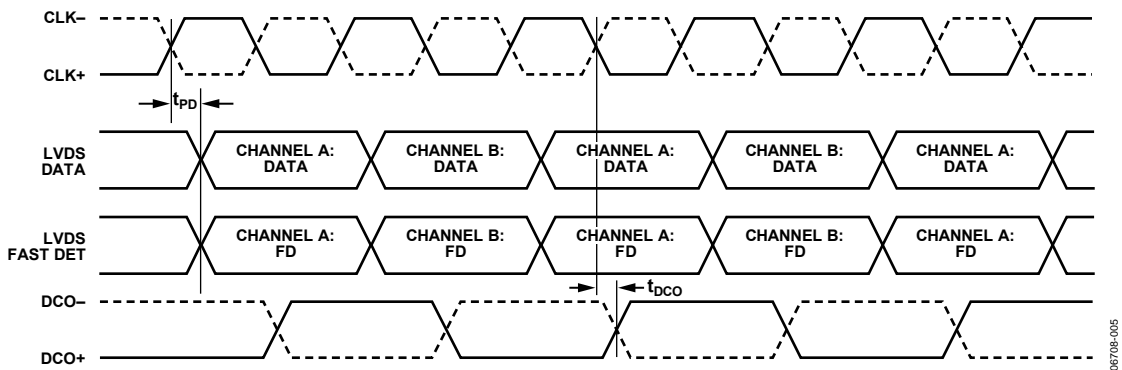 CLK–
CLK+
tPD
LVDS
DATA
CHANNEL A:
DATA
CHANNEL B:
DATA
CHANNEL A:
DATA
CHANNEL B:
DATA
CHANNEL A:
DATA
LVDS
FAST DET
CHANNEL A:
FD
CHANNEL B:
FD
CHANNEL A:
FD
CHANNEL B:
FD
CHANNEL A:
FD
tDCO
DCO–
DCO+
06708-005